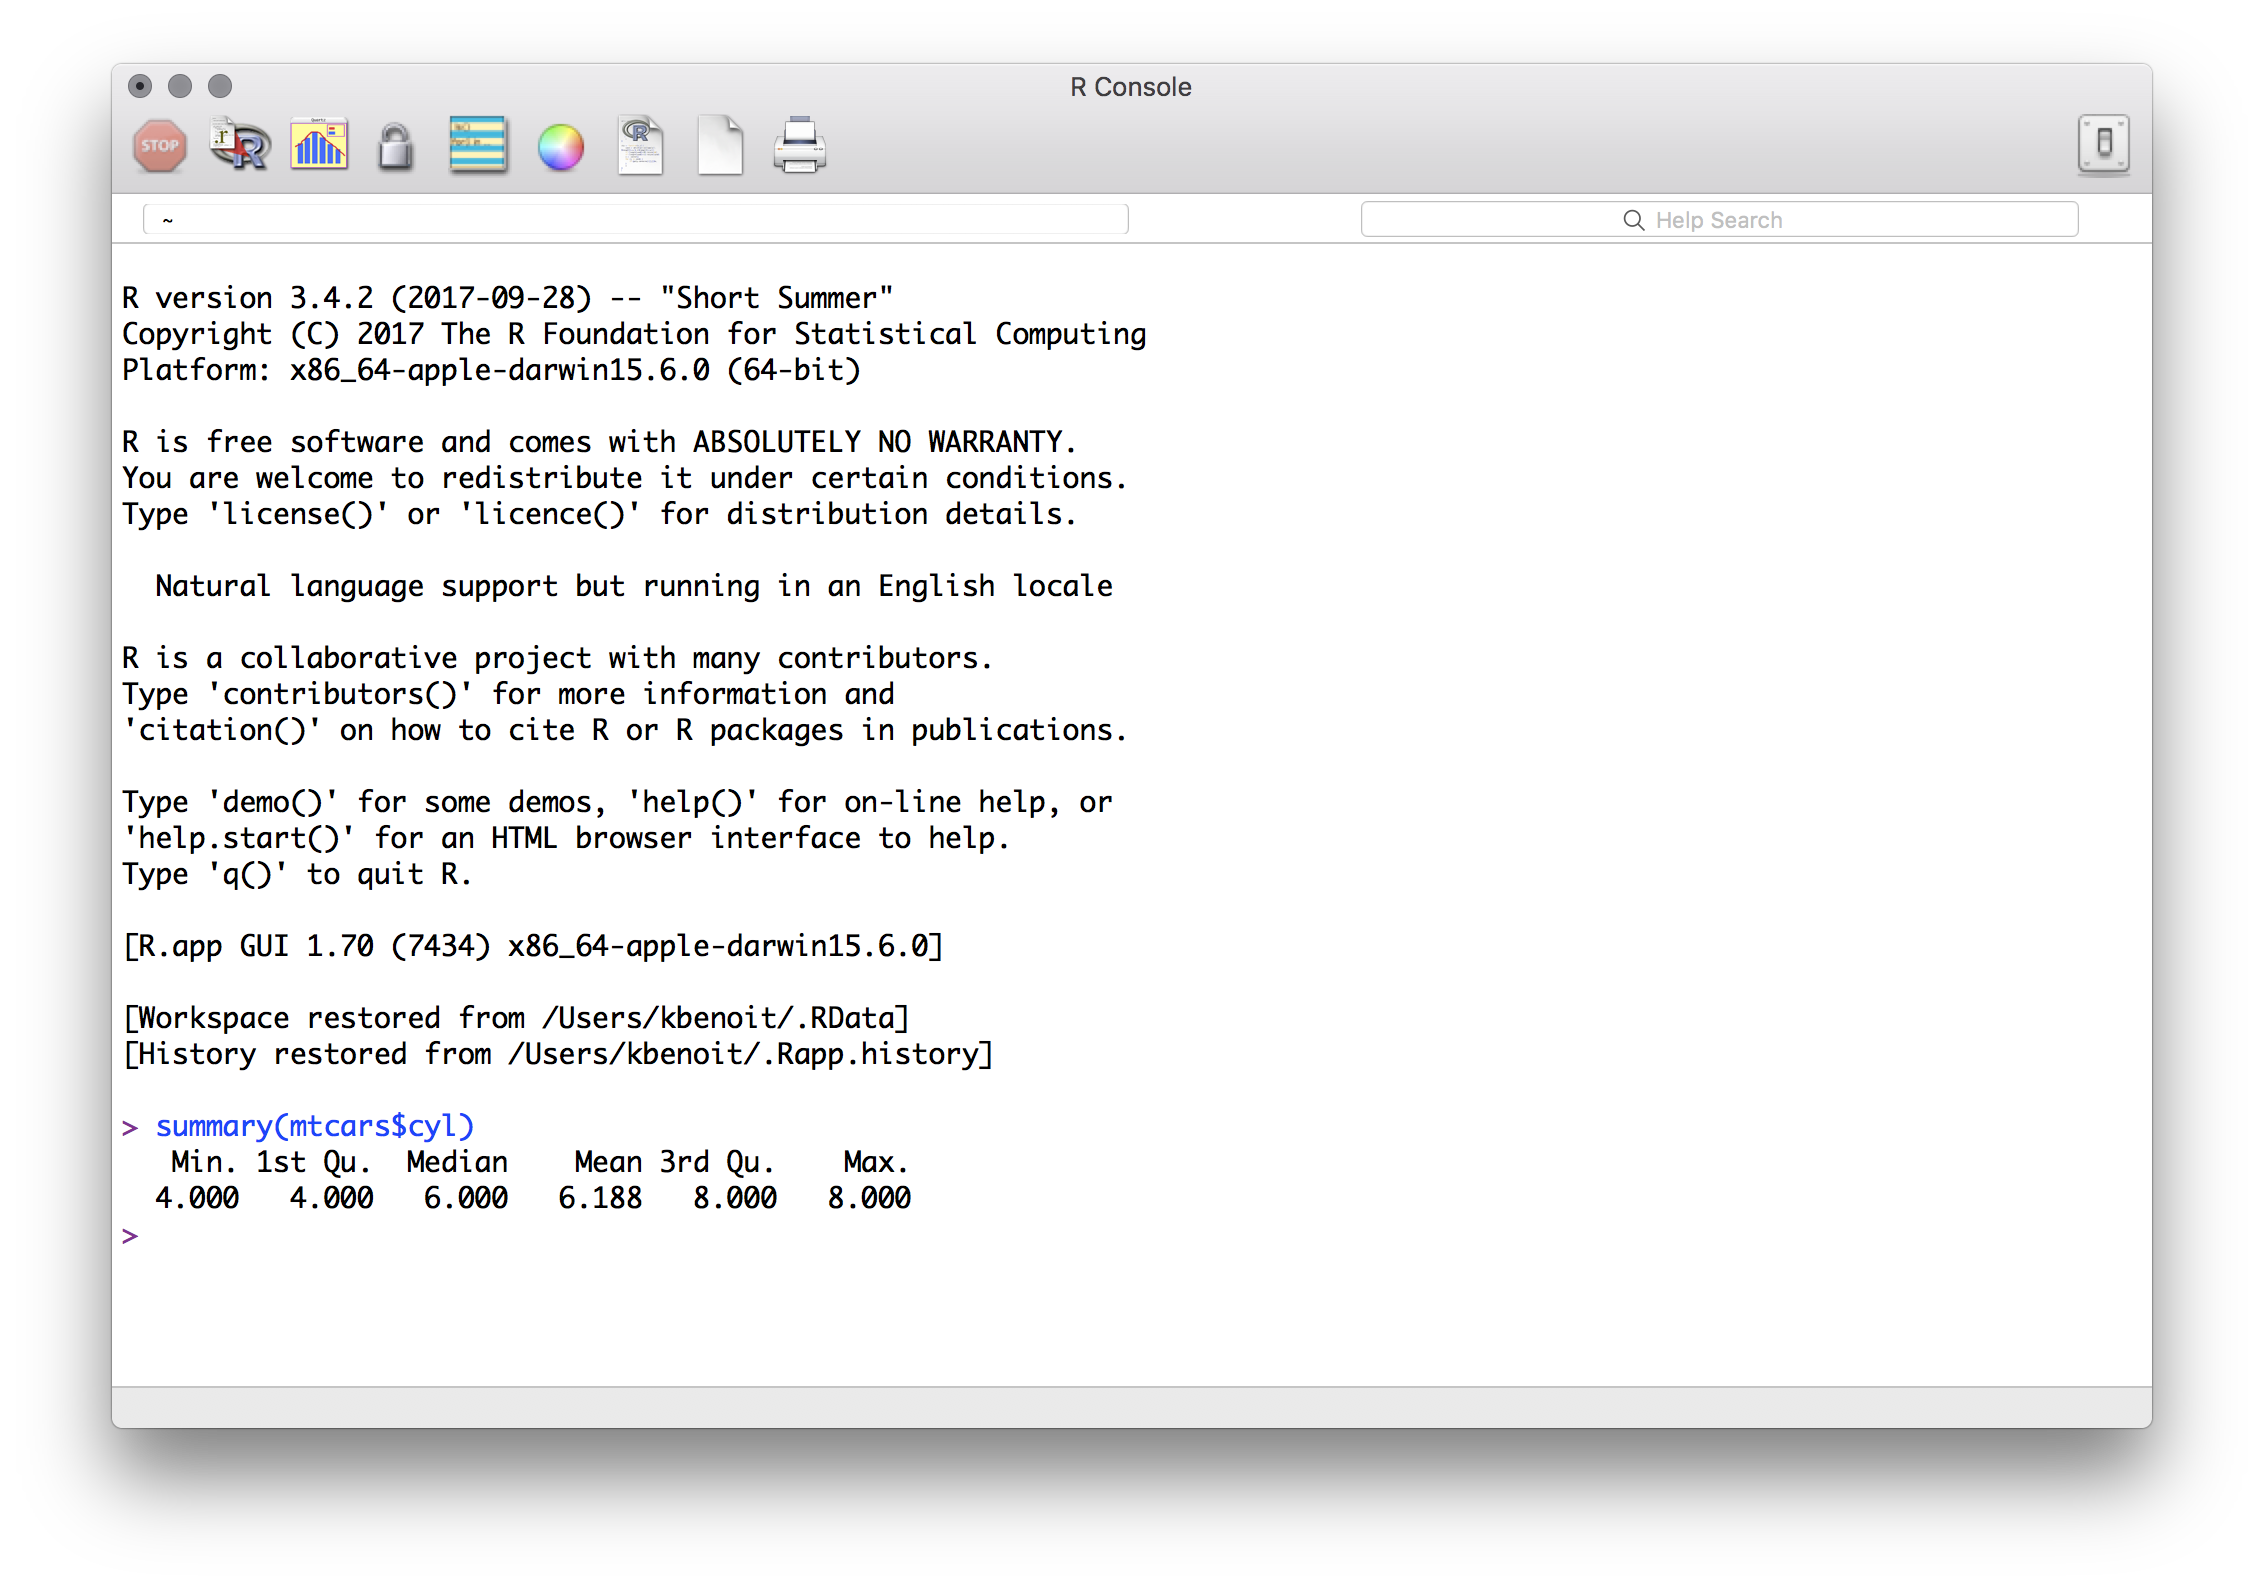 R Console
STOP
~
Help Search
R version 3.4.2 (2017-09-28) -- "Short Summer"
Copyright (C) 2017 The R Foundation for Statistical Computing
Platform: x86_64-apple-darwin15.6.0 (64-bit)
R is free software and comes with ABSOLUTELY NO WARRANTY.
You are welcome to redistribute it under certain conditions.
Type 'license()' or 'licence()' for distribution details.
  Natural language support but running in an English locale
R is a collaborative project with many contributors.
Type 'contributors()' for more information and
'citation()' on how to cite R or R packages in publications.
Type 'demo()' for some demos, 'help()' for on-line help, or
'help.start()' for an HTML browser interface to help.
Type 'q()' to quit R.
[R.app GUI 1.70 (7434) x86_64-apple-darwin15.6.0]
[Workspace restored from /Users/kbenoit/.RData]
[History restored from /Users/kbenoit/.Rapp.history]
> summary(mtcars$cyl)
   Min. 1st Qu.  Median    Mean 3rd Qu.    Max.
  4.000   4.000   6.000   6.188   8.000   8.000
>